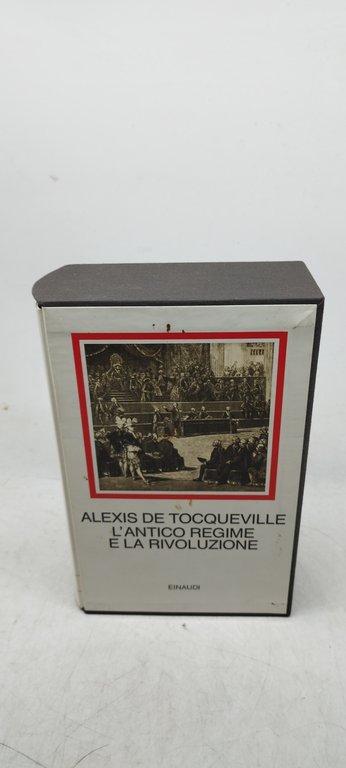 ALEXIS DE TOCQUEVILLE
L'ANTICO REGIME
E LA RIVOLUZIONE
EINAUDI